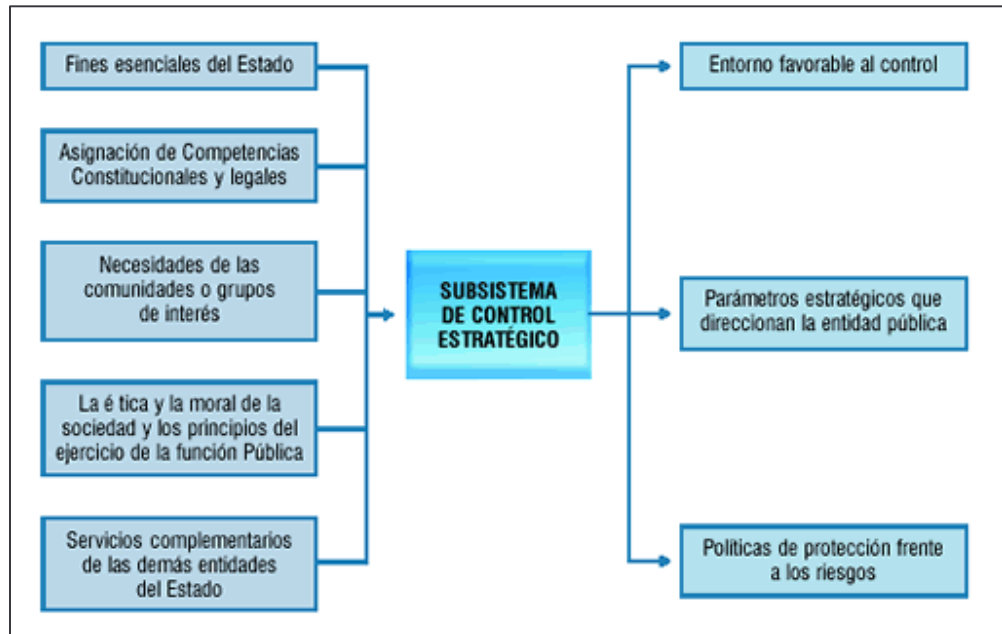 Fines esenciales del Estado
Asignación de Competencias
Constitucionales y legales
Necesidades de las
comunidades o grupos
de interés
La é tica y la moral de la
sociedad y los principios del
ejercicio de la función Pública
Servicios complementarios
de las demás entidades
del Estado
SUBSISTEMA
DE CONTROL
ESTRATÉGICO
Entorno favorable al control
Parámetros estratégicos que
direccionan la entidad pública
Políticas de protección frente
a los riesgos